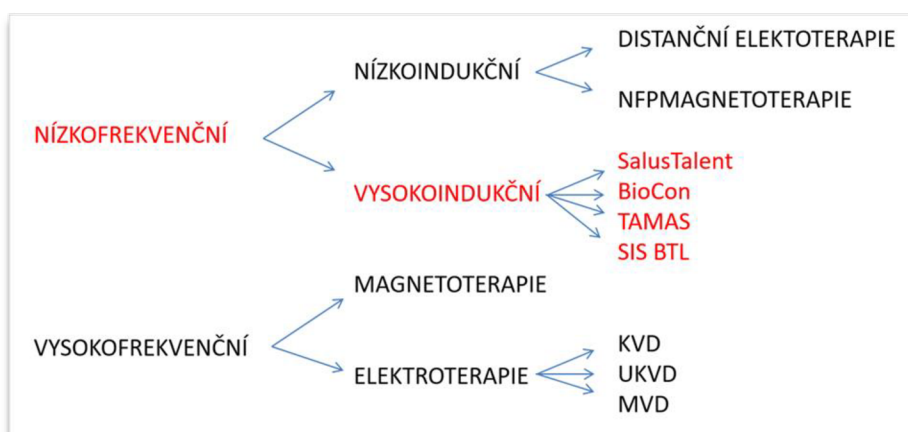 DISTANČNÍ ELEKTOTERAPIE
NÍZKOINDUKČNÍ
NFPMAGNETOTERAPIE
NÍZKOFREKVENČNÍ
SalusTalent
VYSOKOINDUKČNÍ
BioCon
TAMAS
SIS BTL
MAGNETOTERAPIE
VYSOKOFREKVENČNÍ
KVD
ELEKTROTERAPIE
UKVD
MVD